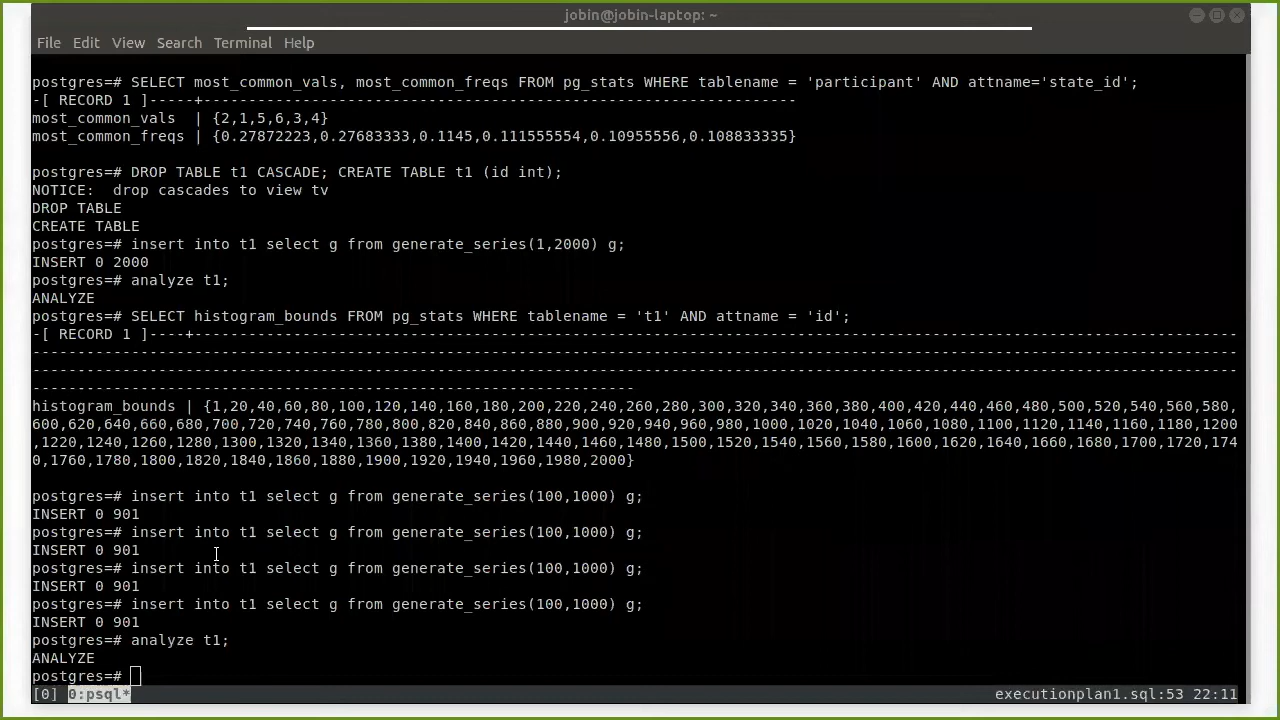 jobin@jobin-laptop: ~
File Edit View Search Terminal Help
postgres=# SELECT most_common_vals, most_common_freqs FROM pg_stats WHERE tablename = 'participant' AND attname='state_id';
-[ RECORD 1 ]-----+------------------------------------------------------------------
most_common_vals  | {2,1,5,6,3,4}
most_common_freqs | {0.27872223,0.27683333,0.1145,0.111555554,0.10955556,0.108833335}
postgres=# DROP TABLE t1 CASCADE; CREATE TABLE t1 (id int);
NOTICE:  drop cascades to view tv
DROP TABLE
CREATE TABLE
postgres=# insert into t1 select g from generate_series(1,2000) g;
INSERT 0 2000
postgres=# analyze t1;
ANALYZE
postgres=# SELECT histogram_bounds FROM pg_stats WHERE tablename = 't1' AND attname = 'id';
-[ RECORD 1 ]----+--------------------------------------------------------------------------------------------------------------------
--------------------------------------------------------------------------------------------------------------------------------------
--------------------------------------------------------------------------------------------------------------------------------------
-------------------------------------------------------------------
histogram_bounds | {1,20,40,60,80,100,120,140,160,180,200,220,240,260,280,300,320,340,360,380,400,420,440,460,480,500,520,540,560,580,
600,620,640,660,680,700,720,740,760,780,800,820,840,860,880,900,920,940,960,980,1000,1020,1040,1060,1080,1100,1120,1140,1160,1180,1200
,1220,1240,1260,1280,1300,1320,1340,1360,1380,1400,1420,1440,1460,1480,1500,1520,1540,1560,1580,1600,1620,1640,1660,1680,1700,1720,174
0,1760,1780,1800,1820,1840,1860,1880,1900,1920,1940,1960,1980,2000}
postgres=# insert into t1 select g from generate_series(100,1000) g;
INSERT 0 901
postgres=# insert into t1 select g from generate_series(100,1000) g;
INSERT 0 901
postgres=# insert into t1 select g from generate_series(100,1000) g;
INSERT 0 901
postgres=# insert into t1 select g from generate_series(100,1000) g;
INSERT 0 901
postgres=# analyze t1;
ANALYZE
postgres=#
[0] 0:psql* executionplan1.sql:53 22:11